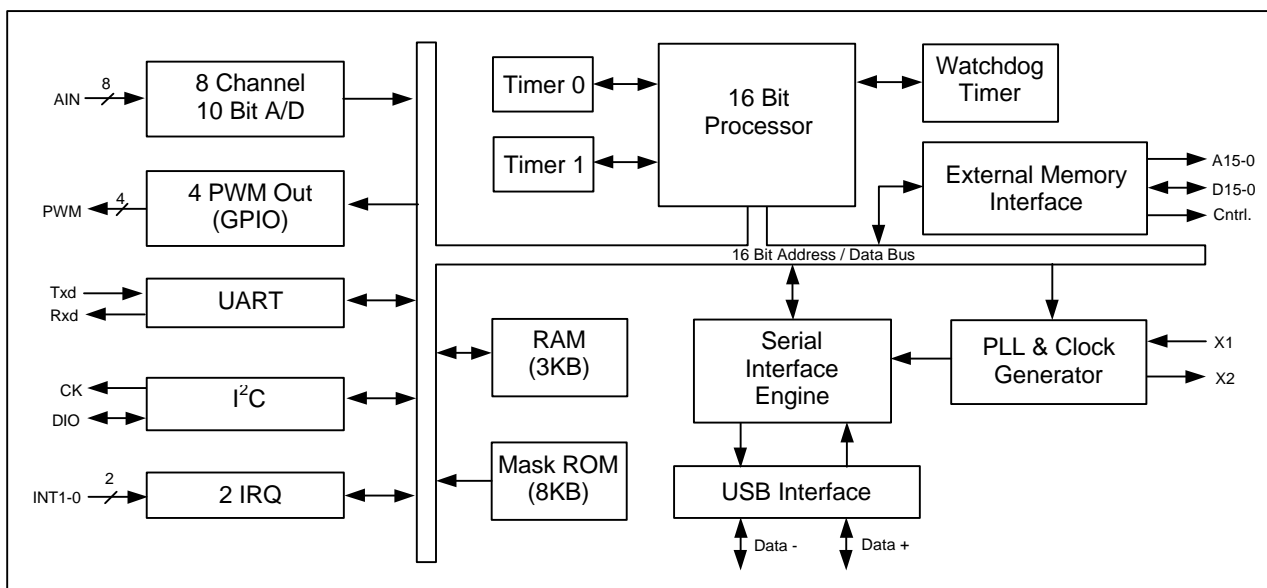 AIN
8
8 Channel
10 Bit A/D
Timer 0
Timer 1
16 Bit
Processor
Watchdog
Timer
External Memory
Interface
A15-0
D15-0
Cntrl.
PWM
4
4 PWM Out
(GPIO)
16 Bit Address / Data Bus
Txd
Rxd
UART
RAM
(3KB)
Serial
Interface
Engine
PLL & Clock
Generator
X1
X2
CK
DIO
I²C
Mask ROM
(8KB)
INT1-0
2
2 IRQ
USB Interface
Data -
Data +